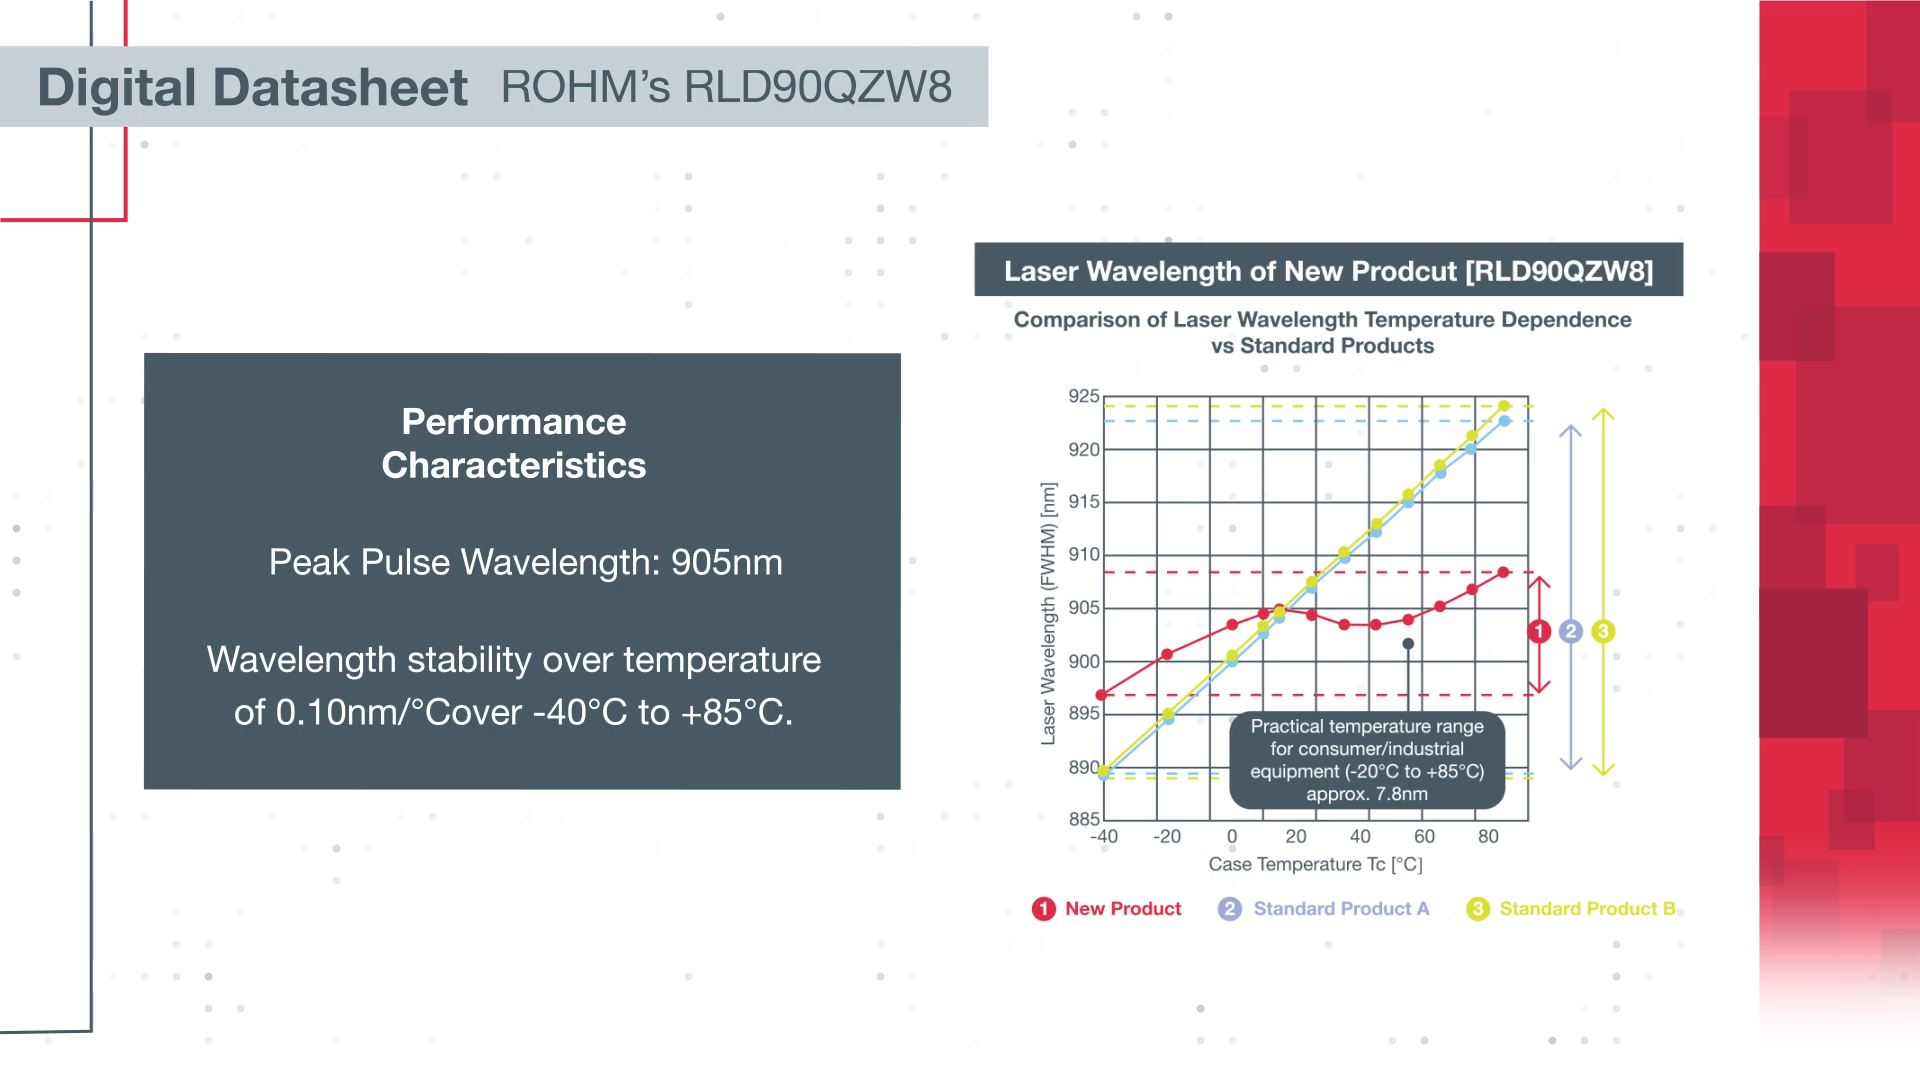 Digital Datasheet ROHM's RLD90QZW8
Performance
Characteristics
Peak Pulse Wavelength: 905nm
Wavelength stability over temperature
of 0.10nm/°Cover -40°C to +85°C.
Laser Wavelength of New Prodcut [RLD90QZW8]
Comparison of Laser Wavelength Temperature Dependence
vs Standard Products
Laser Wavelength (FWHM) [nm]
925
920
915
910
905
900
895
890
885
-40 -20 0 20 40 60 80
Case Temperature Tc [°C]
1 2 3
Practical temperature range
for consumer/industrial
equipment (-20°C to +85°C)
approx. 7.8nm
1 New Product 2 Standard Product A 3 Standard Product B